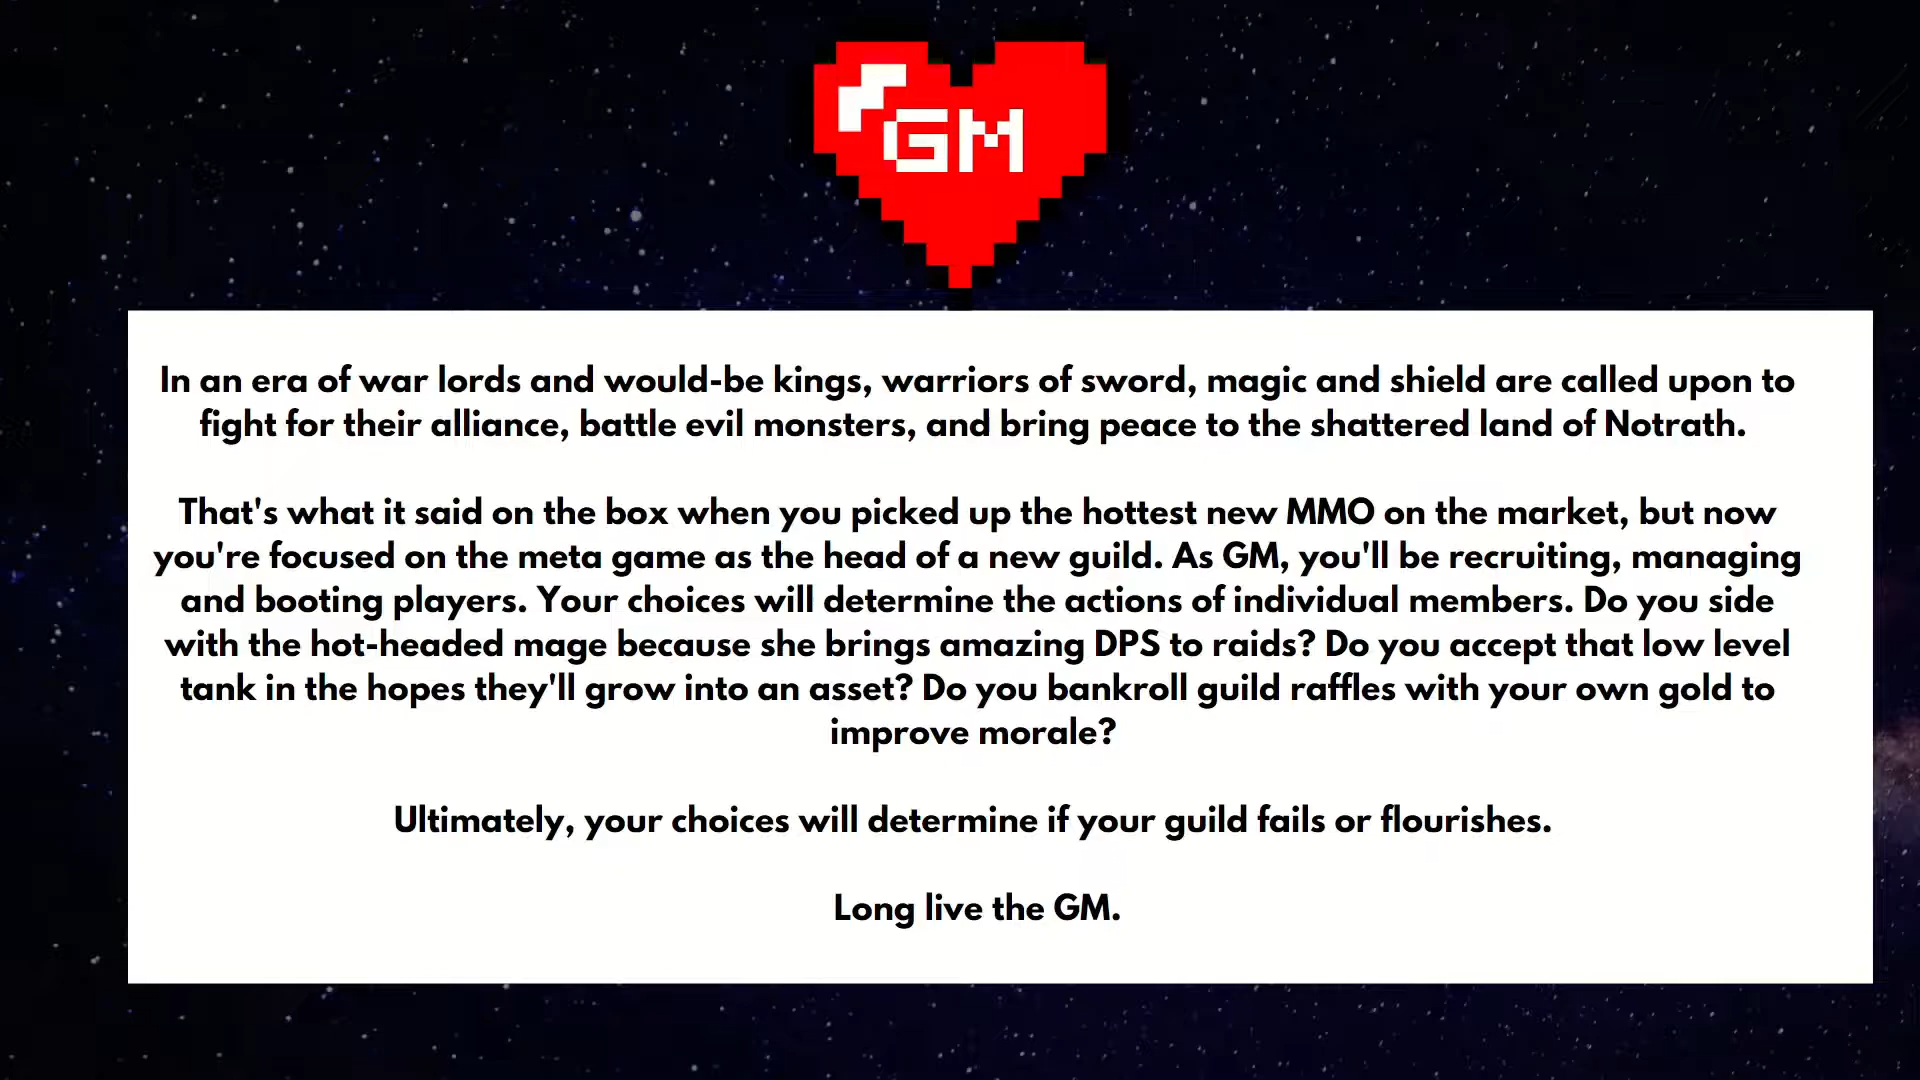 GM
In an era of war lords and would-be kings, warriors of sword, magic and shield are called upon to
fight for their alliance, battle evil monsters, and bring peace to the shattered land of Notrath.
That's what it said on the box when you picked up the hottest new MMO on the market, but now
you're focused on the meta game as the head of a new guild. As GM, you'll be recruiting, managing
and booting players. Your choices will determine the actions of individual members. Do you side
with the hot-headed mage because she brings amazing DPS to raids? Do you accept that low level
tank in the hopes they'll grow into an asset? Do you bankroll guild raffles with your own gold to
improve morale?
Ultimately, your choices will determine if your guild fails or flourishes.
Long live the GM.